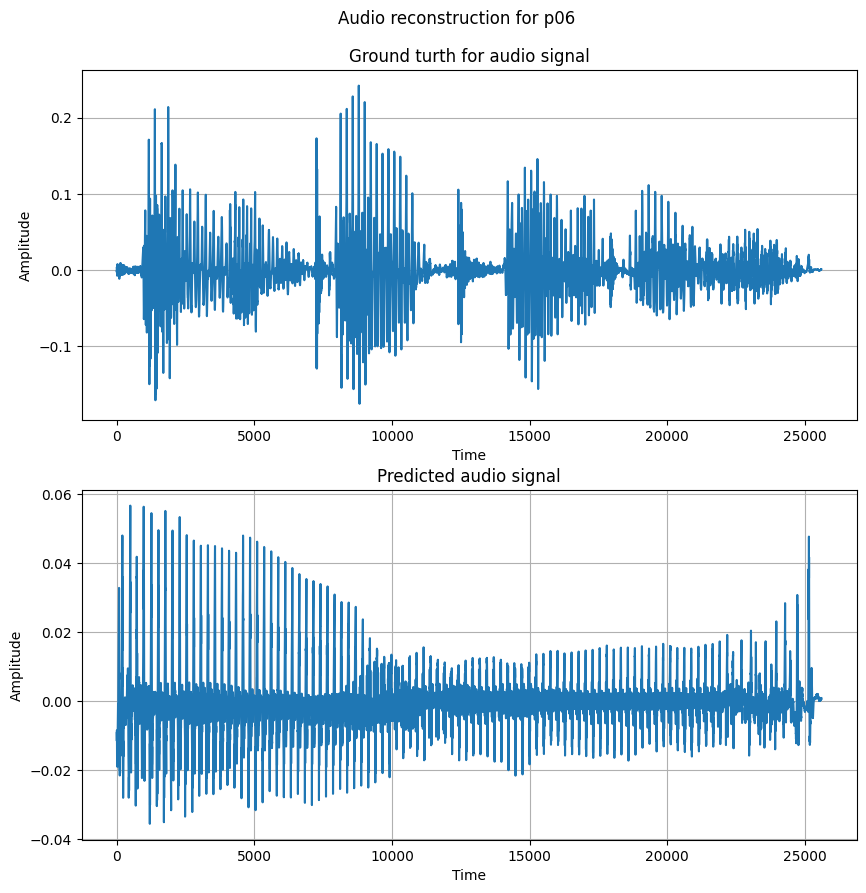 Audio reconstruction for p06
Ground turth for audio signal
0.2
0.1
0.0
−0.1
Amplitude
0 5000 10000 15000 20000 25000
Time
Predicted audio signal
0.06
0.04
0.02
0.00
−0.02
−0.04
Amplitude
0 5000 10000 15000 20000 25000
Time